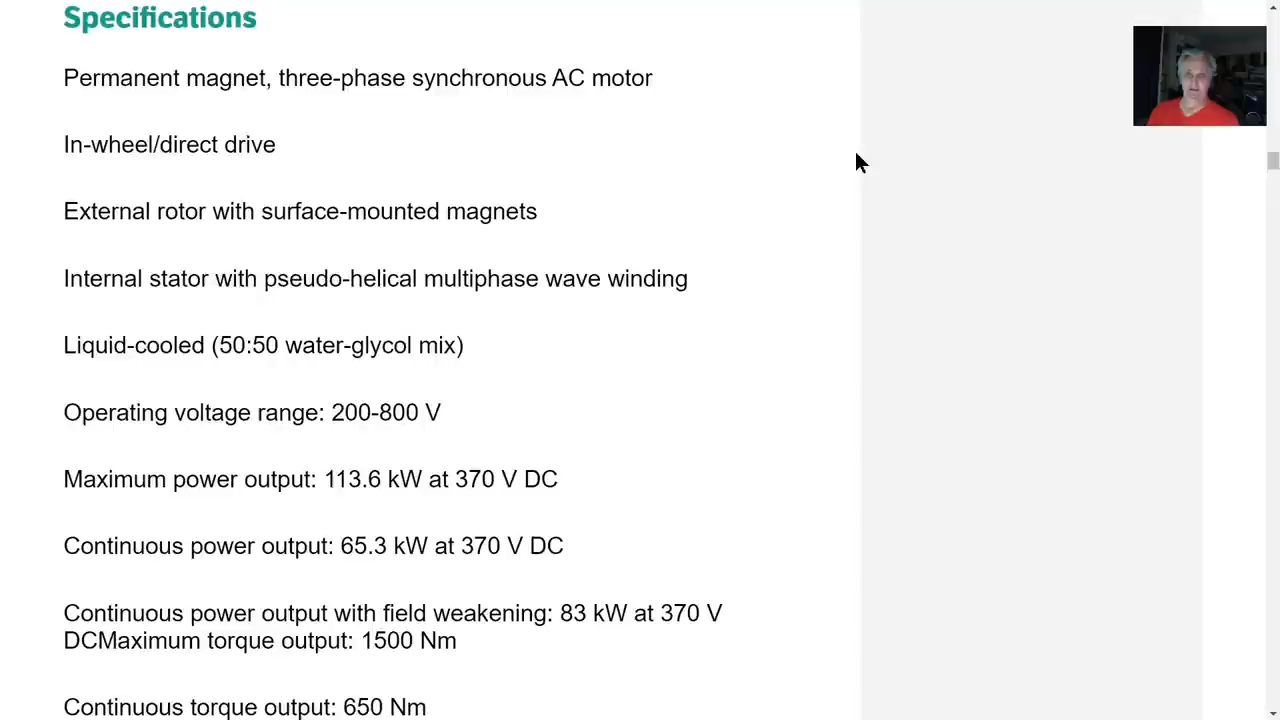 Specifications
Permanent magnet, three-phase synchronous AC motor
In-wheel/direct drive
External rotor with surface-mounted magnets
Internal stator with pseudo-helical multiphase wave winding
Liquid-cooled (50:50 water-glycol mix)
Operating voltage range: 200-800 V
Maximum power output: 113.6 kW at 370 V DC
Continuous power output: 65.3 kW at 370 V DC
Continuous power output with field weakening: 83 kW at 370 V
DCMaximum torque output: 1500 Nm
Continuous torque output: 650 Nm